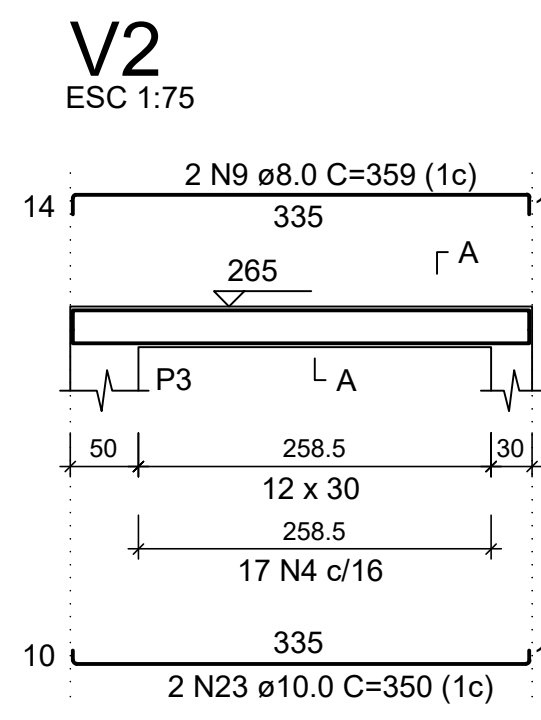 V2
ESC 1:75
2 N9 ø8.0 C=359 (1c)
14
335
A
265
P3
A
50
258.5
30
12 x 30
258.5
17 N4 c/16
10
335
2 N23 ø10.0 C=350 (1c)